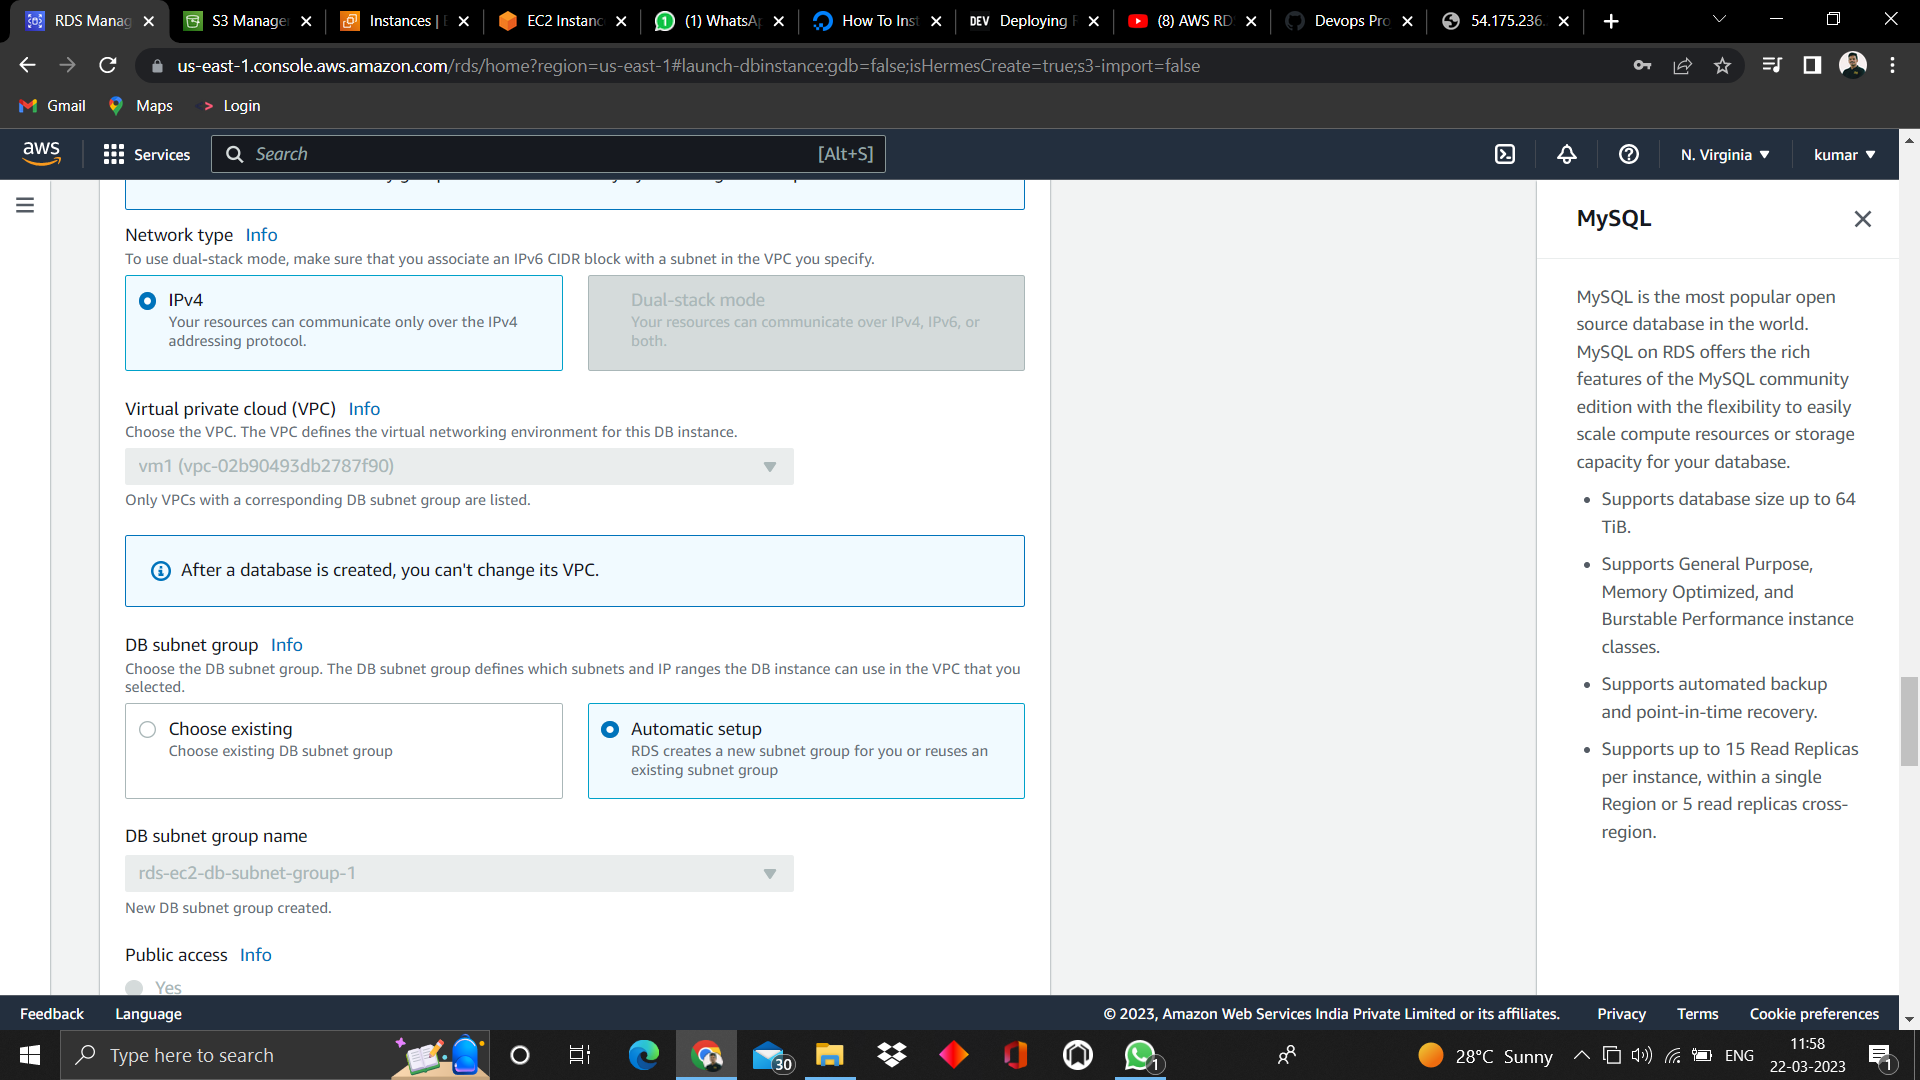 RDS Manag
S3 Manage
Instances | E
EC2 Instanc
(1) WhatsAp
How To Inst
DEV Deploying F
(8) AWS RD
Devops Pro
54.175.236.
us-east-1.console.aws.amazon.com/rds/home?region=us-east-1#launch-dbinstance:gdb=false;isHermesCreate=true;s3-import=false
Gmail
Maps
Login
aws
Services
Search
[Alt+S]
N. Virginia
kumar
Network type Info
To use dual-stack mode, make sure that you associate an IPv6 CIDR block with a subnet in the VPC you specify.
IPv4
Your resources can communicate only over the IPv4
addressing protocol.
Dual-stack mode
Your resources can communicate over IPv4, IPv6, or
both.
Virtual private cloud (VPC) Info
Choose the VPC. The VPC defines the virtual networking environment for this DB instance.
vm1 (vpc-02b90493db2787f90)
Only VPCs with a corresponding DB subnet group are listed.
After a database is created, you can't change its VPC.
DB subnet group Info
Choose the DB subnet group. The DB subnet group defines which subnets and IP ranges the DB instance can use in the VPC that you
selected.
Choose existing
Choose existing DB subnet group
Automatic setup
RDS creates a new subnet group for you or reuses an
existing subnet group
DB subnet group name
rds-ec2-db-subnet-group-1
New DB subnet group created.
Public access Info
Yes
MySQL
MySQL is the most popular open
source database in the world.
MySQL on RDS offers the rich
features of the MySQL community
edition with the flexibility to easily
scale compute resources or storage
capacity for your database.
• Supports database size up to 64
TiB.
• Supports General Purpose,
Memory Optimized, and
Burstable Performance instance
classes.
• Supports automated backup
and point-in-time recovery.
• Supports up to 15 Read Replicas
per instance, within a single
Region or 5 read replicas cross-
region.
Feedback
Language
© 2023, Amazon Web Services India Private Limited or its affiliates.
Privacy
Terms
Cookie preferences
Type here to search
30
1
28°C Sunny
ENG
11:58
22-03-2023
1